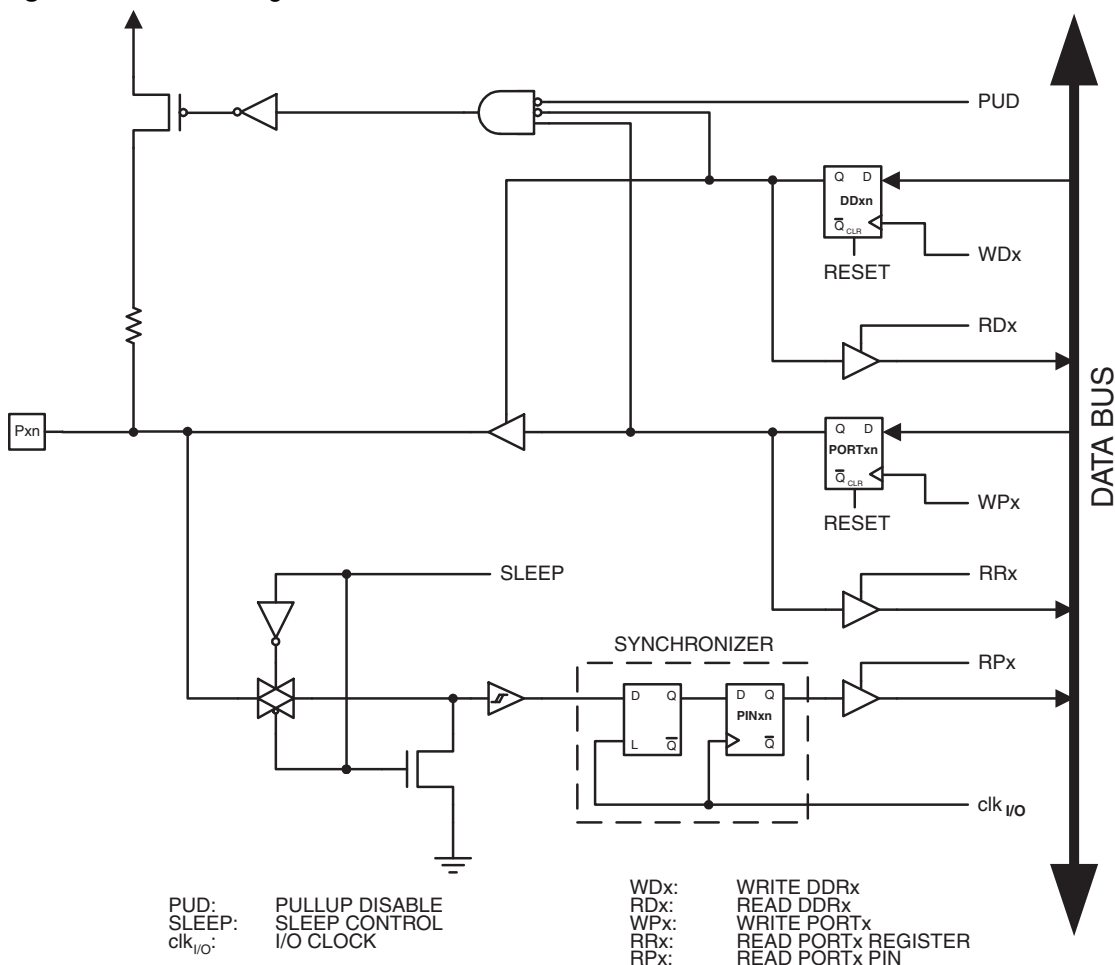 PUD
Q D
DDxn
Q CLR
WDx
RESET
RDx
Pxn
Q D
PORTxn
Q CLR
WPx
RESET
DATA BUS
SLEEP
RRx
SYNCHRONIZER
RPx
D Q
D Q
PINxn
L Q
Q
clk I/O
PUD: PULLUP DISABLE
SLEEP: SLEEP CONTROL
clkI/O: I/O CLOCK
WDx: WRITE DDRx
RDx: READ DDRx
WPx: WRITE PORTx
RRx: READ PORTx REGISTER
RPx: READ PORTx PIN